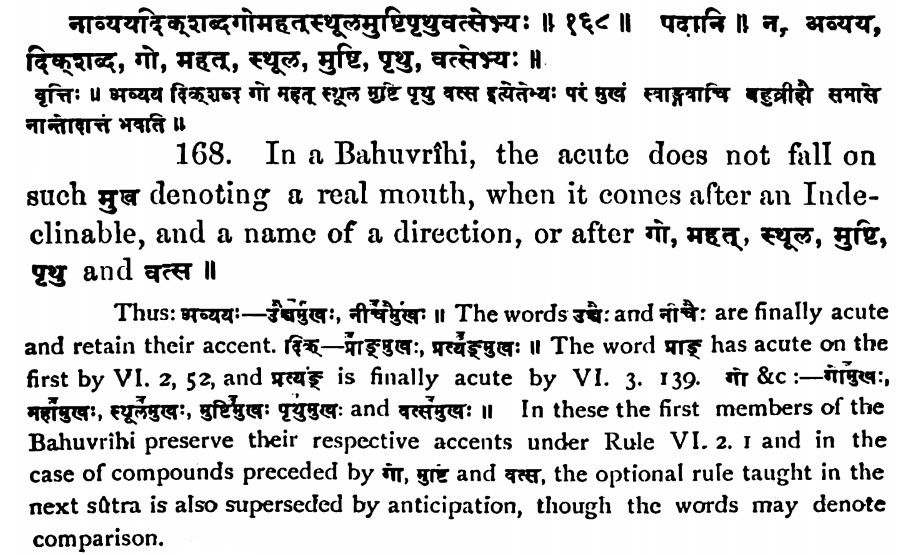 नाव्ययदिक्शब्दगोमहत्स्थूलमुष्टिपृथुवत्सेभ्यः ॥ १६८ ॥ पदानि ॥ न, अव्यय,
दिक्शब्द, गो, महत्, स्थूल, मुष्टि, पृथु, वत्सेभ्यः ॥
वृत्तिः ॥ अव्यय दिक्शब्द गो महत् स्थूल मुष्टि पृथु वत्स इत्येतेभ्यः परं मुखं स्वाङ्गवाचि बहुव्रीहौ समासे
नान्तोदात्तं भवति ॥
168. In a Bahuvrîhi, the acute does not fall on
such मुख denoting a real mouth, when it comes after an Inde-
clinable, and a name of a direction, or after गो, महत्, स्थूल, मुष्टि,
पृथु and वत्स ॥
Thus: अव्ययः—उच्चै॑र्मुखः, नीचै॑र्मुखः ॥ The words उच्चैः and नीचैः are finally acute
and retain their accent. दिक्—प्रा॑ङ्मुखः, प्रत्य॑ङ्मुखः ॥ The word प्राङ् has acute on the
first by VI. 2, 52, and प्रत्यङ् is finally acute by VI. 3. 139. गो &c :—गो॑मुखः,
महा॑मुखः, स्थूल॑मुखः, मुष्टि॑मुखः पृथु॑मुखः and वत्स॑मुखः ॥ In these the first members of the
Bahuvrihi preserve their respective accents under Rule VI. 2. 1 and in the
case of compounds preceded by गो, मुष्टि and वत्स, the optional rule taught in the
next sûtra is also superseded by anticipation, though the words may denote
comparison.